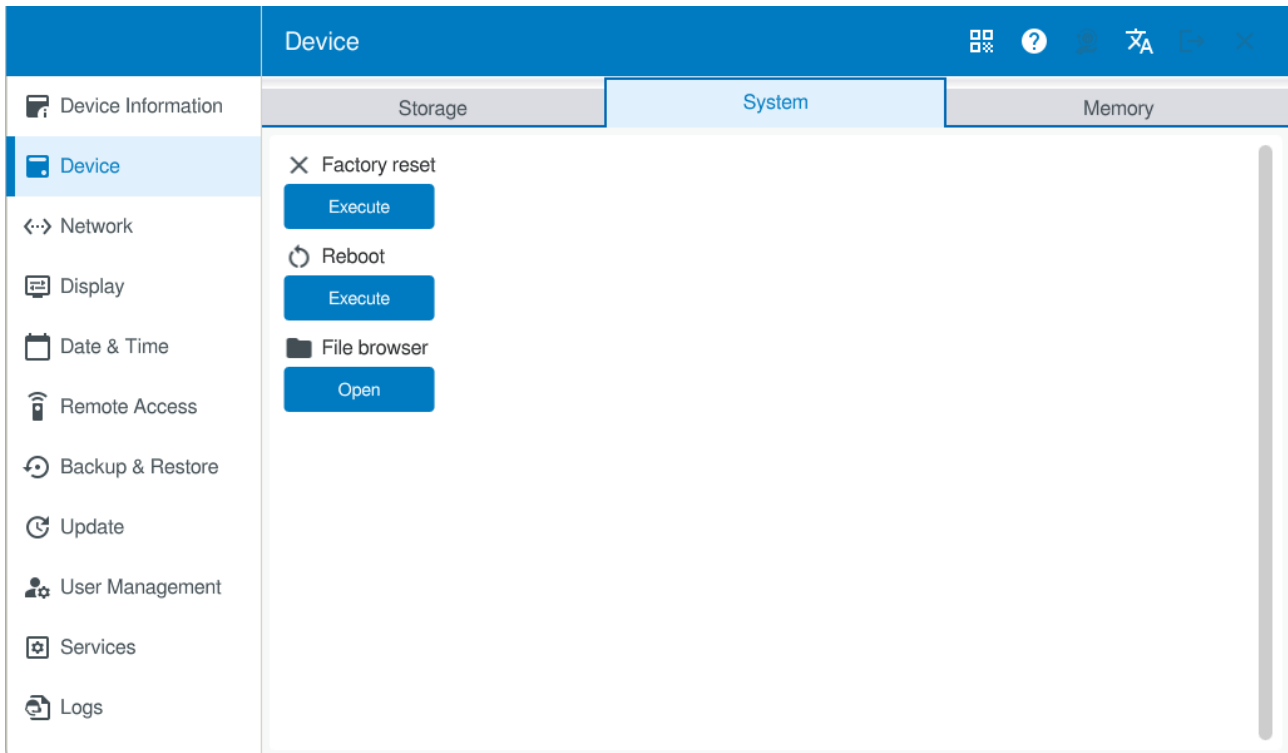 Device
Device Information
Device
Network
Display
Date & Time
Remote Access
Backup & Restore
Update
User Management
Services
Logs
Storage
System
Memory
Factory reset
Execute
Reboot
Execute
File browser
Open